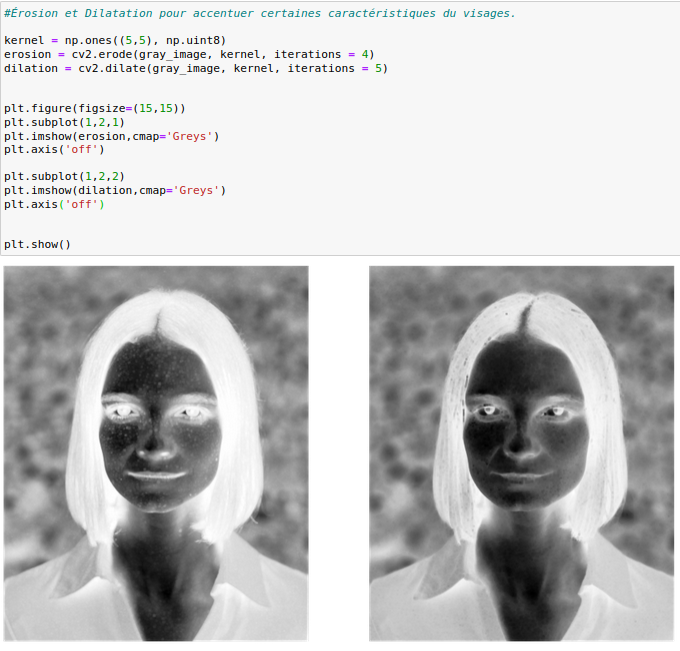 #Érosion et Dilatation pour accentuer certaines caractéristiques du visages.
kernel = np.ones((5,5), np.uint8)
erosion = cv2.erode(gray_image, kernel, iterations = 4)
dilation = cv2.dilate(gray_image, kernel, iterations = 5)
plt.figure(figsize=(15,15))
plt.subplot(1,2,1)
plt.imshow(erosion,cmap='Greys')
plt.axis('off')
plt.subplot(1,2,2)
plt.imshow(dilation,cmap='Greys')
plt.axis('off')
plt.show()